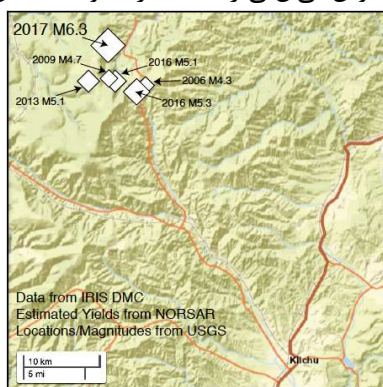 2017 M6.3
2009 M4.7
2016 M5.1
2006 M4.3
2013 M5.1
2016 M5.3
Data from IRIS DMC
Estimated Yields from NORSAR
Locations/Magnitudes from USGS
10 km
5 mi
Kilchu